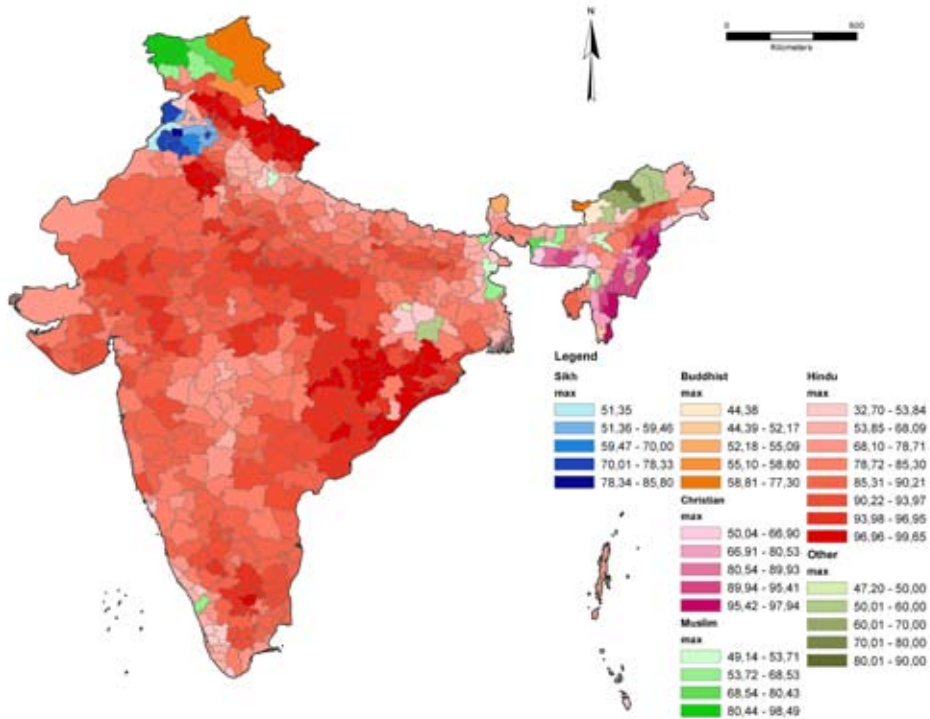 N
0 600
Kilometers
Legend
Sikh
max
51,35
51,36 - 59,46
59,47 - 70,00
70,01 - 78,33
78,34 - 85,80
Buddhist
max
44,38
44,39 - 52,17
52,18 - 55,09
55,10 - 58,80
58,81 - 77,30
Christian
max
50,04 - 66,90
66,91 - 80,53
80,54 - 89,93
89,94 - 95,41
95,42 - 97,94
Muslim
max
49,14 - 53,71
53,72 - 68,53
68,54 - 80,43
80,44 - 98,49
Hindu
max
32,70 - 53,84
53,85 - 68,09
68,10 - 78,71
78,72 - 85,30
85,31 - 90,21
90,22 - 93,97
93,98 - 96,95
96,96 - 99,65
Other
max
47,20 - 50,00
50,01 - 60,00
60,01 - 70,00
70,01 - 80,00
80,01 - 90,00